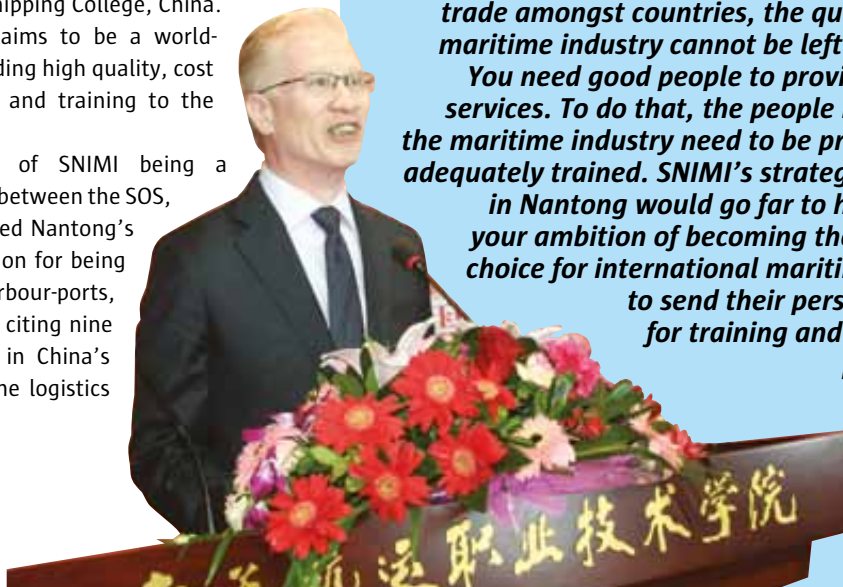 hipping College, China.
aims to be a world-
ding high quality, cost
and training to the
of SNIMI being a
between the SOS,
ed Nantong's
on for being
rbour-ports,
citing nine
in China's
ne logistics
trade amongst countries, the qu
maritime industry cannot be left
You need good people to provi
services. To do that, the people
the maritime industry need to be pr
adequately trained. SNIMI's strateg
in Nantong would go far to h
your ambition of becoming the
choice for international mariti
to send their pers
for training and
航运职业技术学院